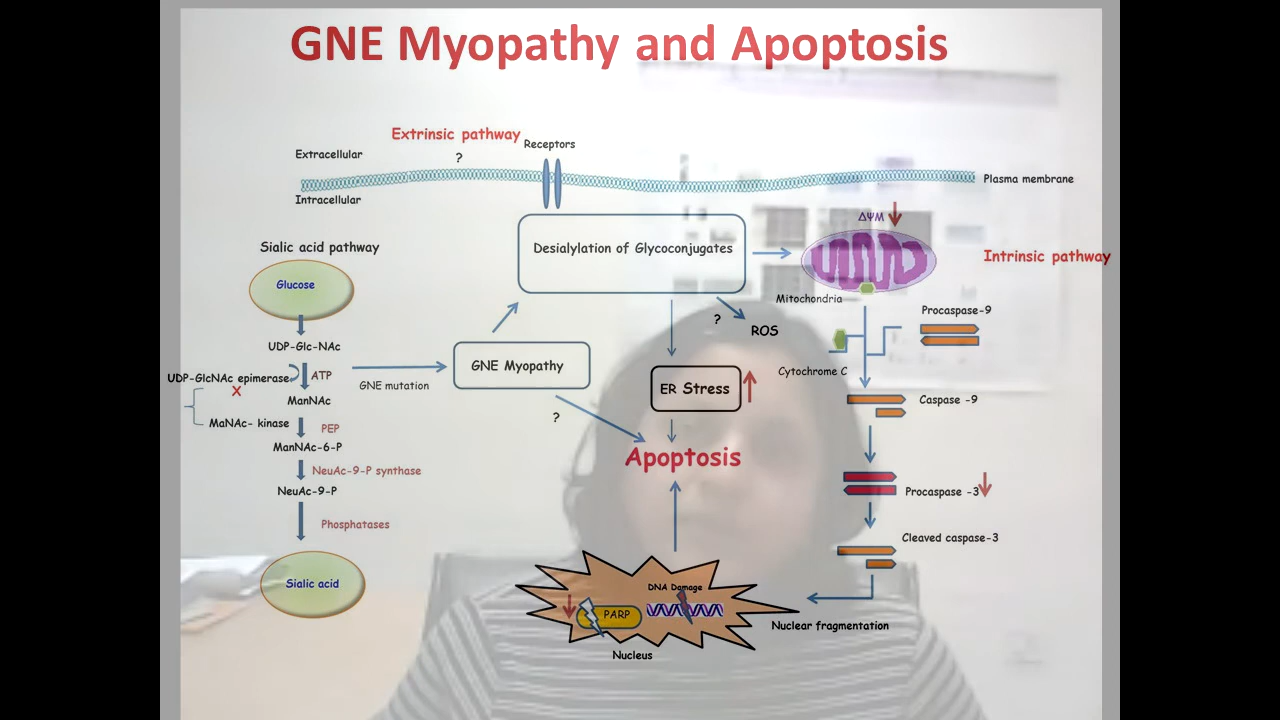 GNE Myopathy and Apoptosis
Extrinsic pathway
?
Receptors
Extracellular
Intracellular
Plasma membrane
Sialic acid pathway
Glucose
UDP-Glc-NAc
UDP-GlcNAc epimerase
X
ATP
ManNAc
MaNAc- kinase
PEP
ManNAc-6-P
NeuAc-9-P synthase
NeuAc-9-P
Phosphatases
Sialic acid
GNE mutation
GNE Myopathy
?
Desialylation of Glycoconjugates
?
ROS
ER Stress
Apoptosis
ΔΨM
Mitochondria
Intrinsic pathway
Procaspase-9
Cytochrome C
Caspase -9
Procaspase -3
Cleaved caspase-3
Nuclear fragmentation
DNA Damage
PARP
Nucleus